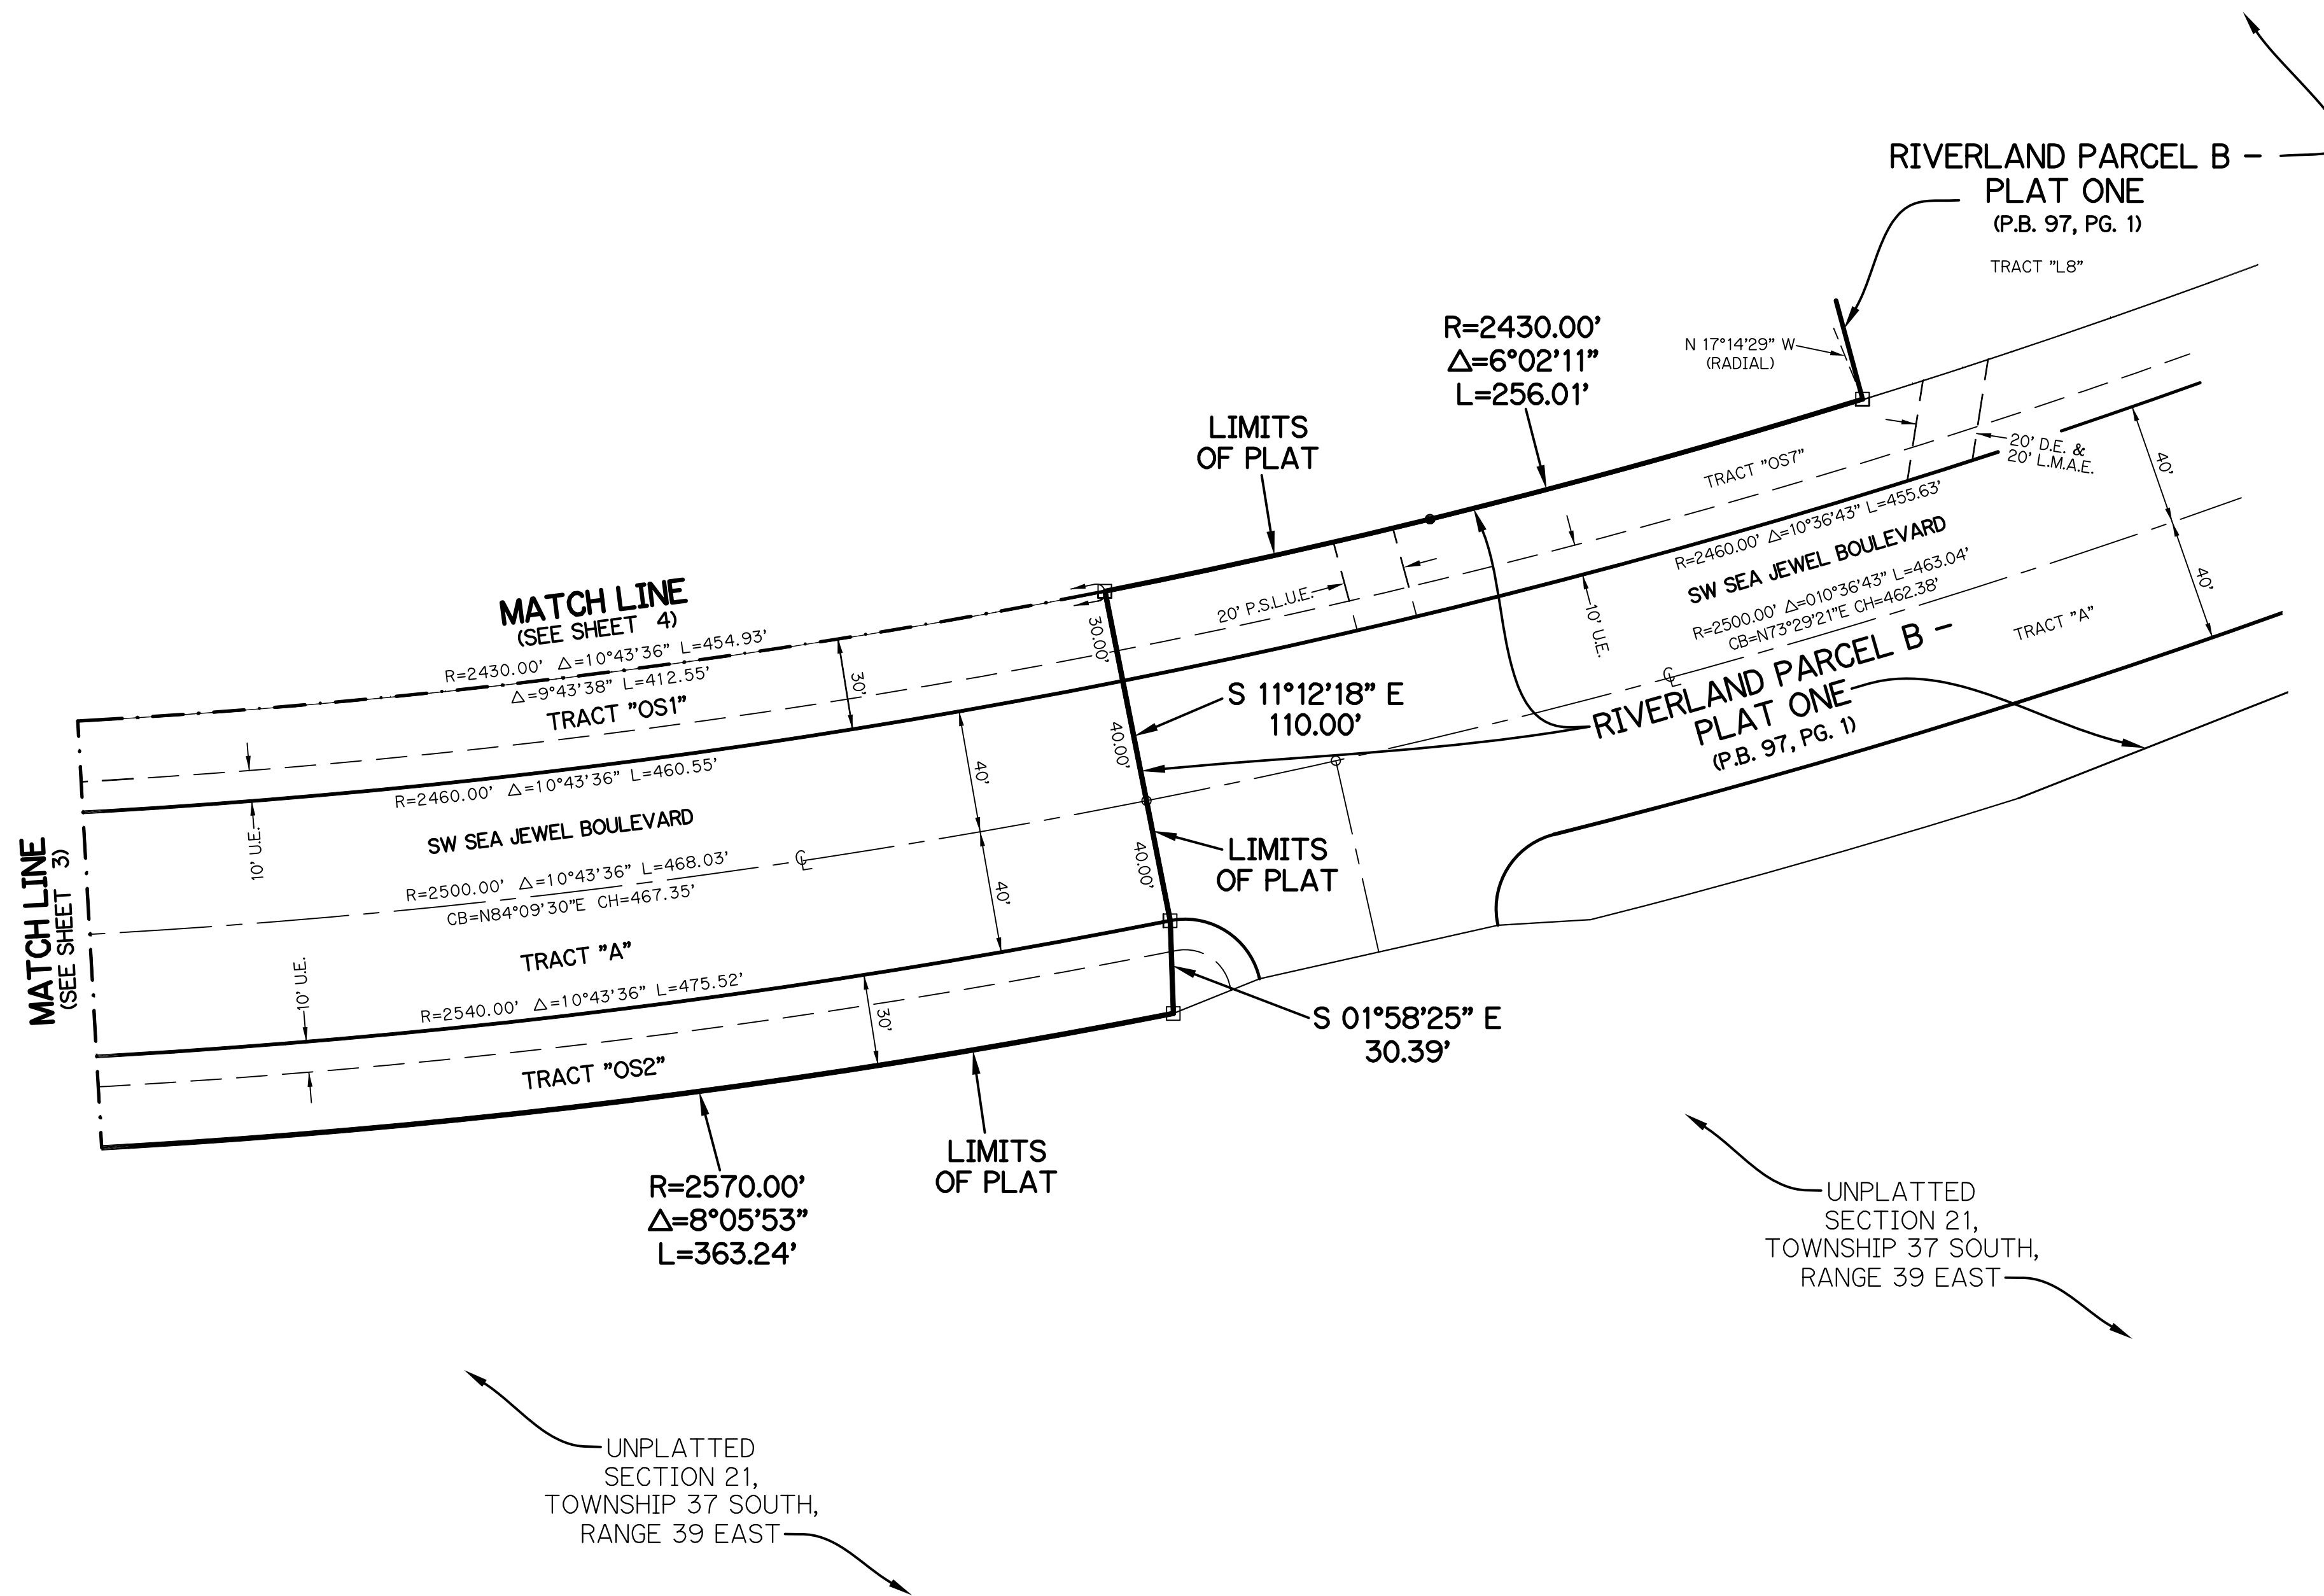 RIVERLAND PARCEL B -
PLAT ONE
(P.B. 97, PG. 1)
TRACT "L8"
R=2430.00'
Δ=6°02'11"
L=256.01'
N 17°14'29" W
(RADIAL)
LIMITS
OF PLAT
TRACT "OS7"
20' D.E. &
20' L.M.A.E.
40'
40'
R=2460.00' Δ=10°36'43" L=455.63'
SW SEA JEWEL BOULEVARD
R=2500.00' Δ=010°36'43" L=463.04'
CB=N73°29'21"E CH=462.38'
TRACT "A"
℄
RIVERLAND PARCEL B -
PLAT ONE
(P.B. 97, PG. 1)
10' U.E.
20' P.S.L.U.E.
MATCH LINE
(SEE SHEET 4)
R=2430.00' Δ=10°43'36" L=454.93'
Δ=9°43'38" L=412.55'
TRACT "OS1"
30'
30.00'
S 11°12'18" E
110.00'
40.00'
40.00'
LIMITS
OF PLAT
R=2460.00' Δ=10°43'36" L=460.55'
40'
40'
10' U.E.
SW SEA JEWEL BOULEVARD
℄
R=2500.00' Δ=10°43'36" L=468.03'
CB=N84°09'30"E CH=467.35'
MATCH LINE
(SEE SHEET 3)
TRACT "A"
10' U.E.
R=2540.00' Δ=10°43'36" L=475.52'
30'
S 01°58'25" E
30.39'
TRACT "OS2"
LIMITS
OF PLAT
R=2570.00'
Δ=8°05'53"
L=363.24'
UNPLATTED
SECTION 21,
TOWNSHIP 37 SOUTH,
RANGE 39 EAST
UNPLATTED
SECTION 21,
TOWNSHIP 37 SOUTH,
RANGE 39 EAST